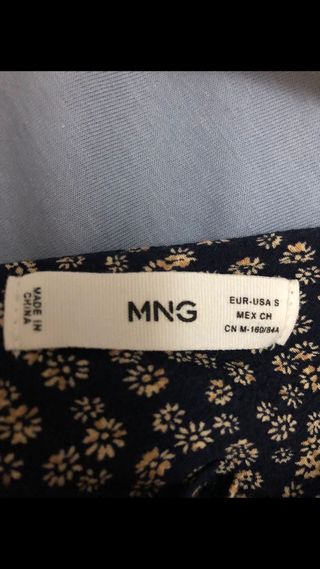 MADE IN
CHINA
MNG
EUR-USA S
MEX CH
CN M-160/84A